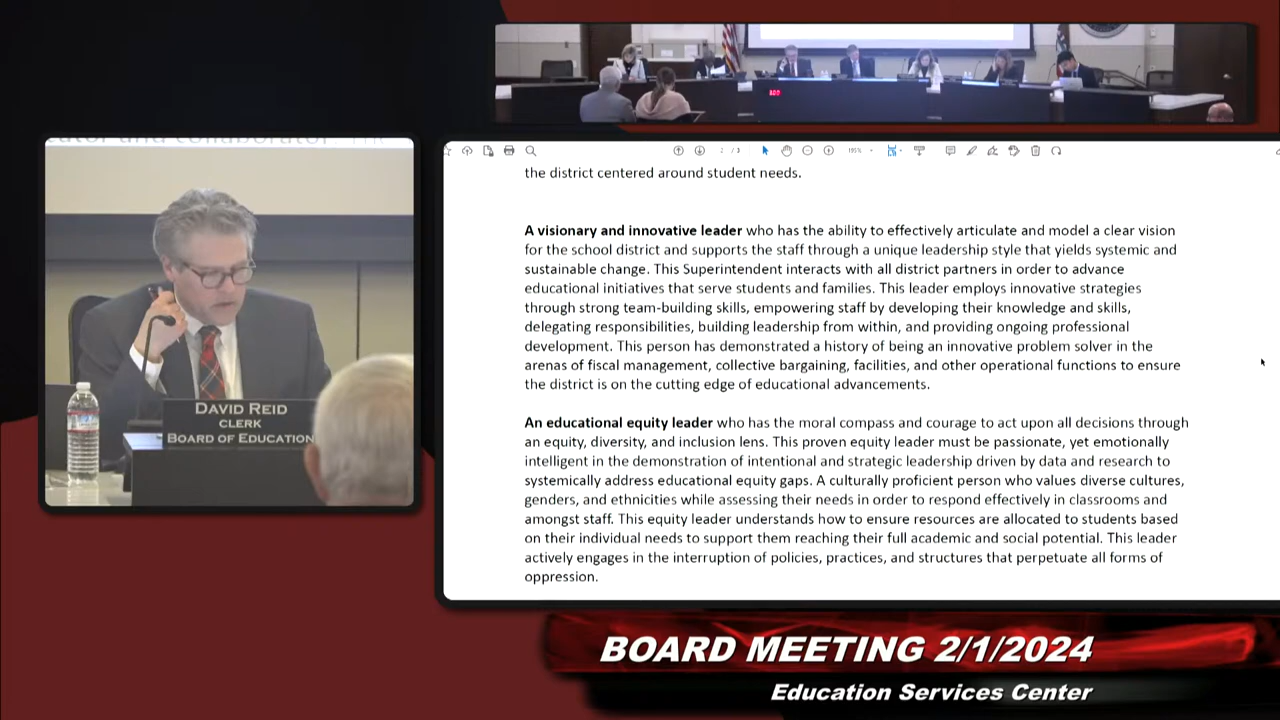 DAVID REID
CLERK
BOARD OF EDUCATION
2 / 3
195%
the district centered around student needs.
A visionary and innovative leader who has the ability to effectively articulate and model a clear vision
for the school district and supports the staff through a unique leadership style that yields systemic and
sustainable change. This Superintendent interacts with all district partners in order to advance
educational initiatives that serve students and families. This leader employs innovative strategies
through strong team-building skills, empowering staff by developing their knowledge and skills,
delegating responsibilities, building leadership from within, and providing ongoing professional
development. This person has demonstrated a history of being an innovative problem solver in the
arenas of fiscal management, collective bargaining, facilities, and other operational functions to ensure
the district is on the cutting edge of educational advancements.
An educational equity leader who has the moral compass and courage to act upon all decisions through
an equity, diversity, and inclusion lens. This proven equity leader must be passionate, yet emotionally
intelligent in the demonstration of intentional and strategic leadership driven by data and research to
systemically address educational equity gaps. A culturally proficient person who values diverse cultures,
genders, and ethnicities while assessing their needs in order to respond effectively in classrooms and
amongst staff. This equity leader understands how to ensure resources are allocated to students based
on their individual needs to support them reaching their full academic and social potential. This leader
actively engages in the interruption of policies, practices, and structures that perpetuate all forms of
oppression.
BOARD MEETING 2/1/2024
Education Services Center